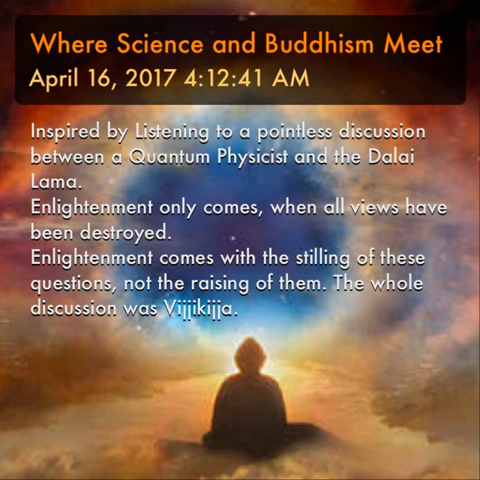 Where Science and Buddhism Meet
April 16, 2017 4:12:41 AM
Inspired by Listening to a pointless discussion
between a Quantum Physicist and the Dalai
Lama.
Enlightenment only comes, when all views have
been destroyed.
Enlightenment comes with the stilling of these
questions, not the raising of them. The whole
discussion was Vijjikijja.